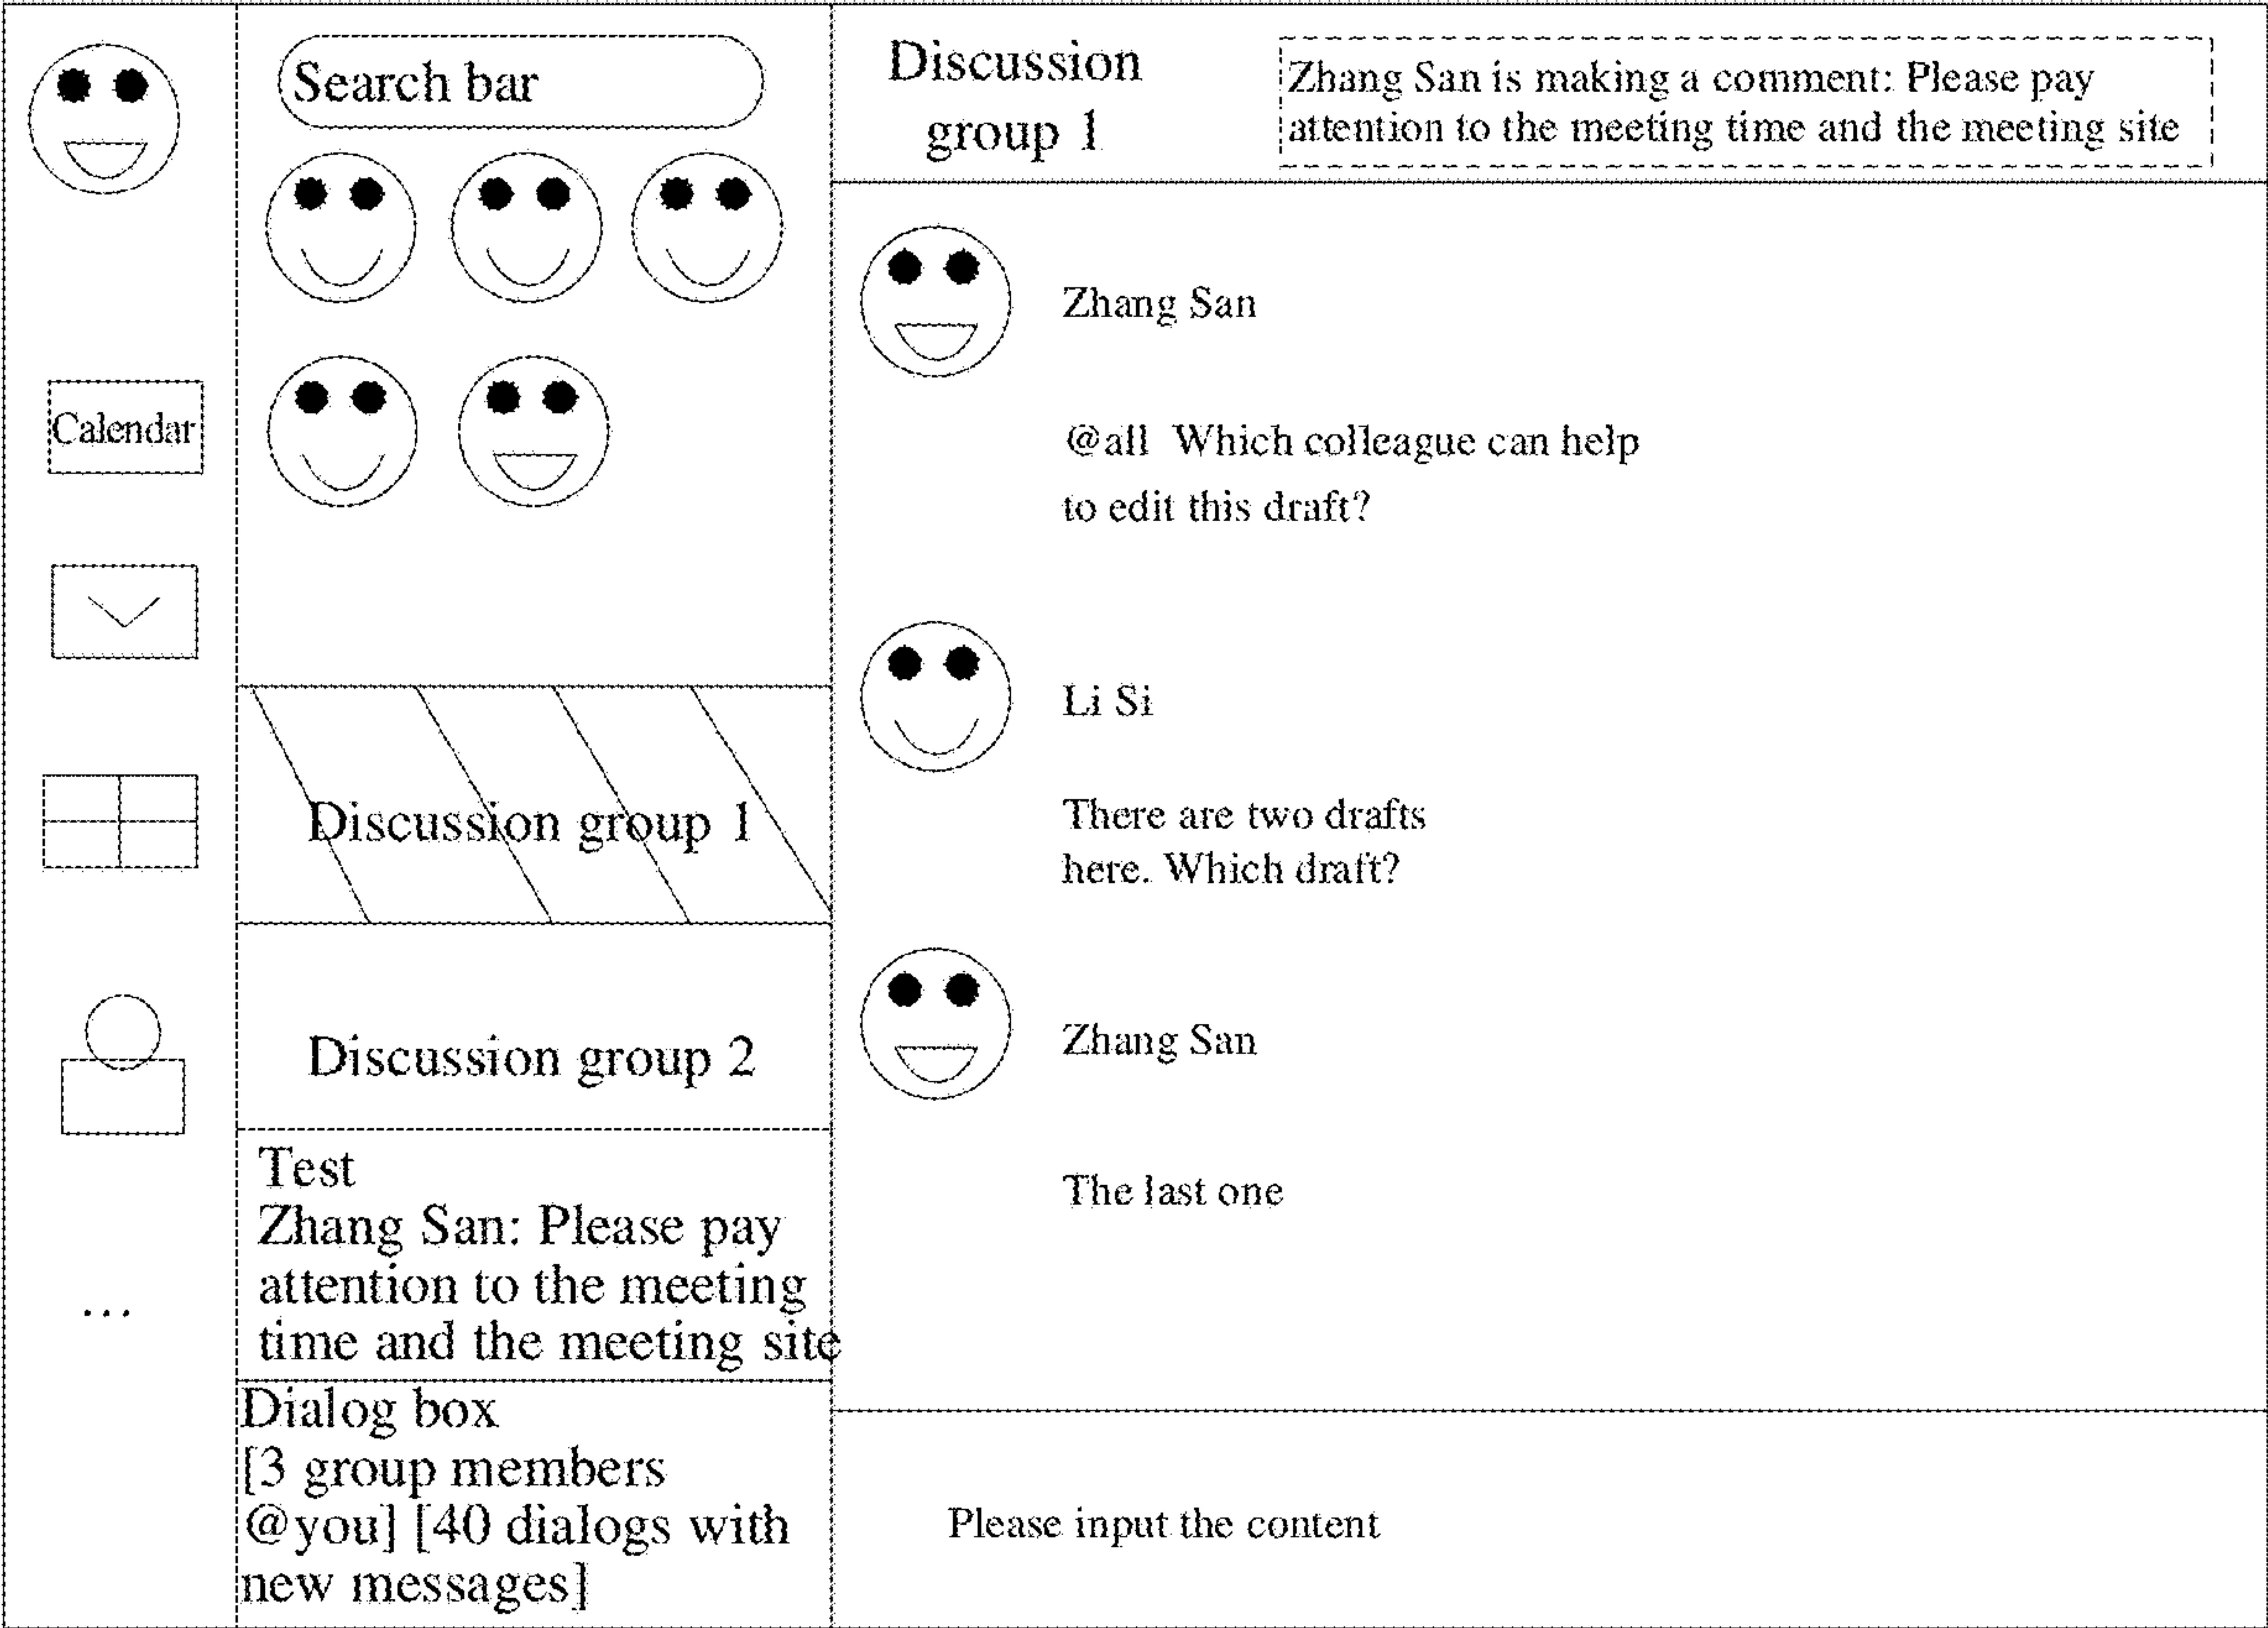 Search bar
Calendar
Discussion group 1
Discussion group 2
Test
Zhang San: Please pay
attention to the meeting
time and the meeting site
Dialog box
[3 group members
@you] [40 dialogs with
new messages]
...
Discussion
group 1
Zhang San is making a comment: Please pay
attention to the meeting time and the meeting site
Zhang San
@all Which colleague can help
to edit this draft?
Li Si
There are two drafts
here. Which draft?
Zhang San
The last one
Please input the content